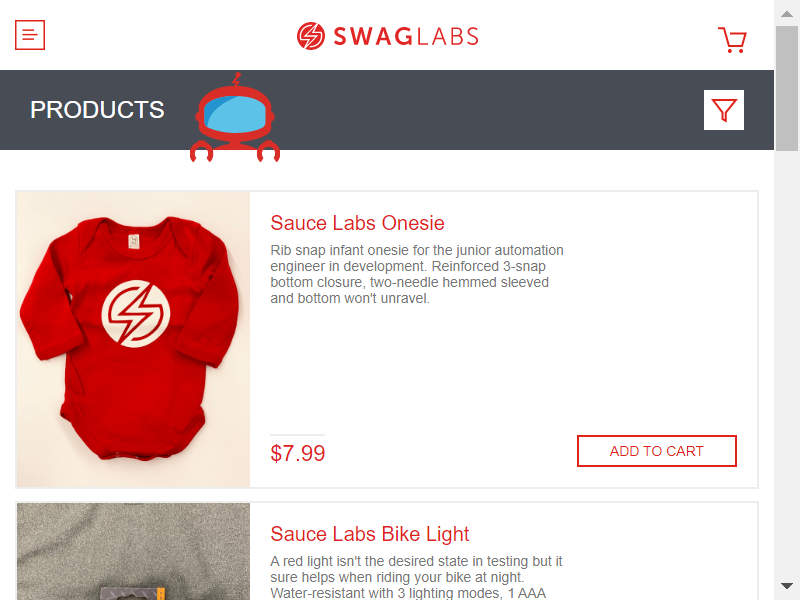 SWAGLABS
PRODUCTS
Sauce Labs Onesie
Rib snap infant onesie for the junior automation
engineer in development. Reinforced 3-snap
bottom closure, two-needle hemmed sleeved
and bottom won't unravel.
$7.99
ADD TO CART
Sauce Labs Bike Light
A red light isn't the desired state in testing but it
sure helps when riding your bike at night.
Water-resistant with 3 lighting modes, 1 AAA